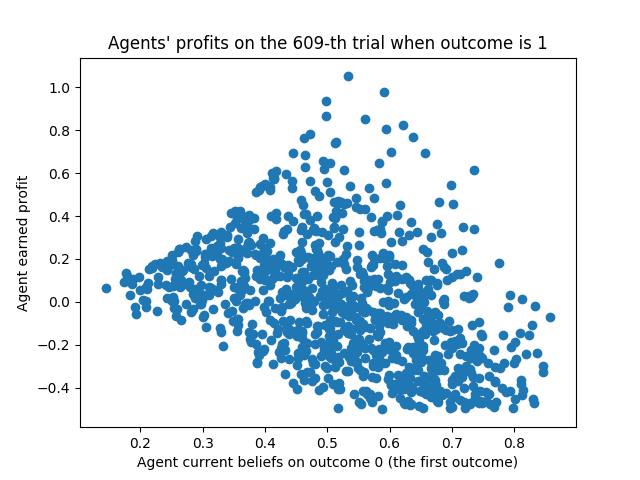 Agents' profits on the 609-th trial when outcome is 1
Agent earned profit
1.0
0.8
0.6
0.4
0.2
0.0
−0.2
−0.4
0.2 0.3 0.4 0.5 0.6 0.7 0.8
Agent current beliefs on outcome 0 (the first outcome)